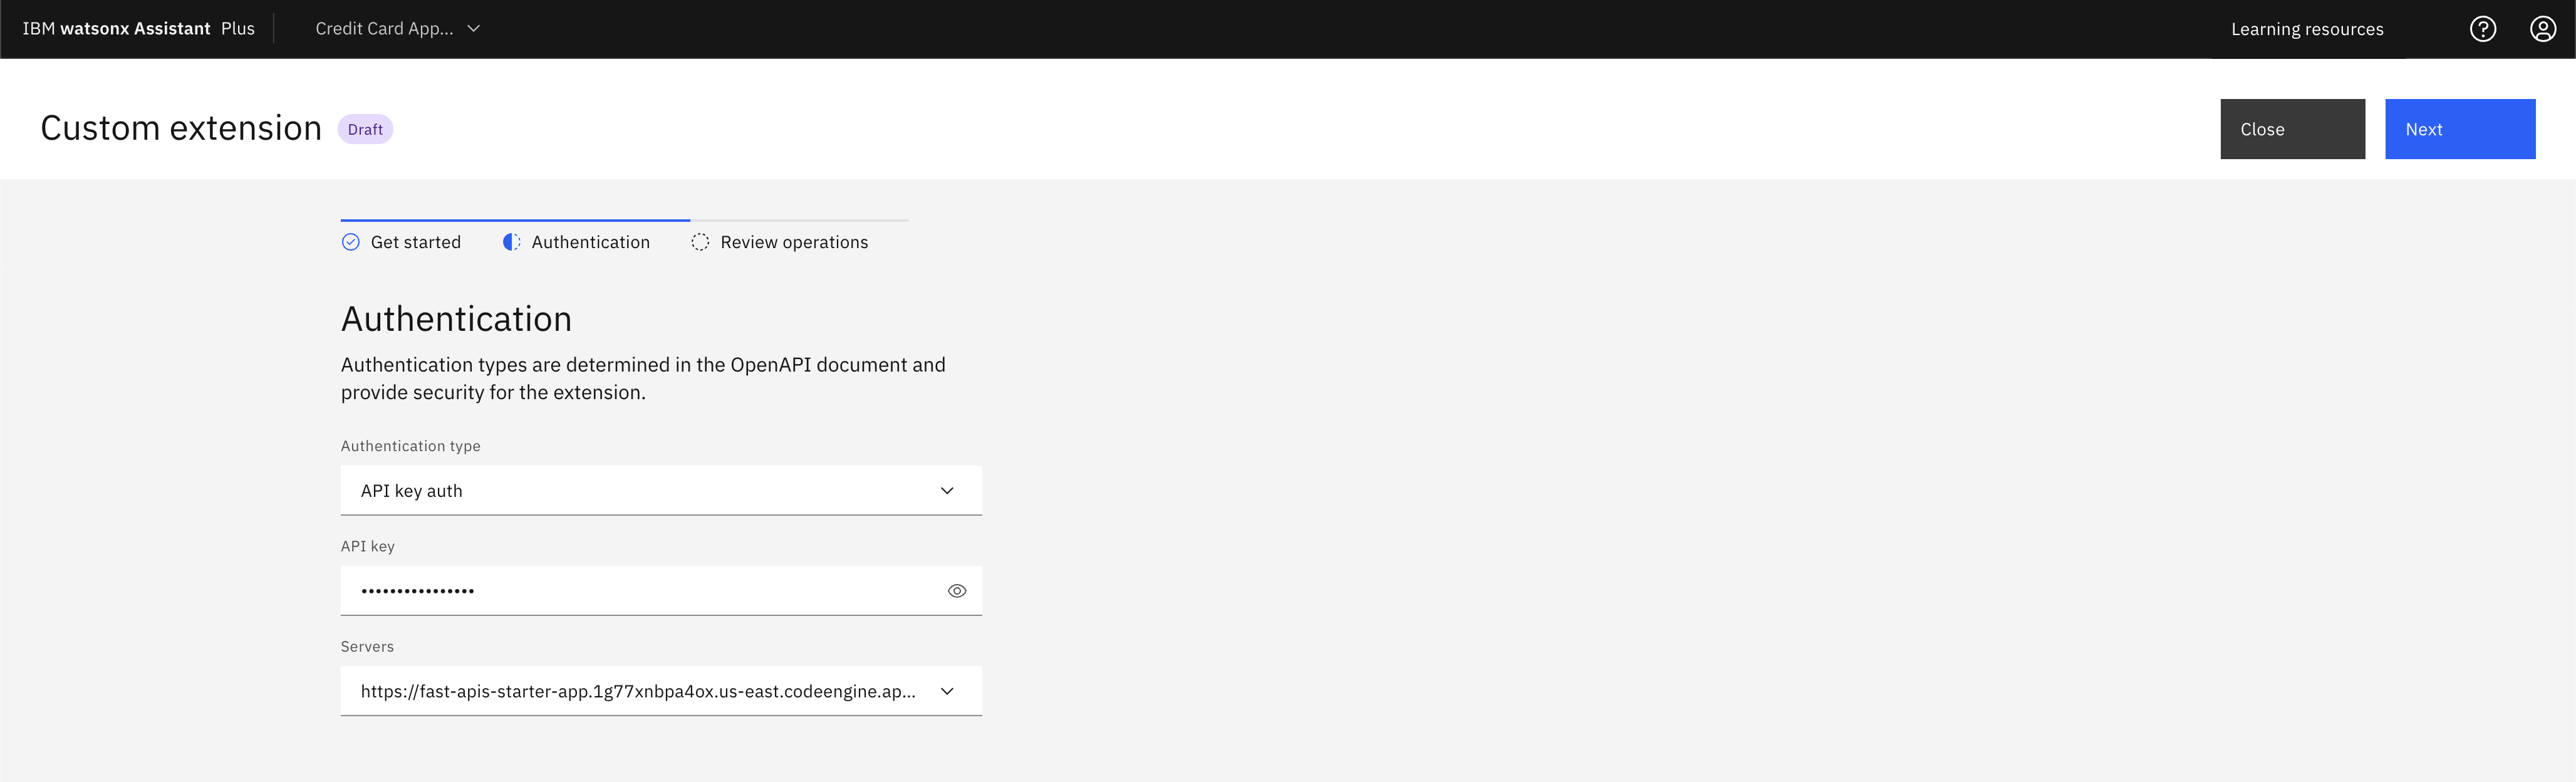 IBM watsonx Assistant Plus
Credit Card App...
Learning resources
Custom extension
Draft
Close
Next
Get started
Authentication
Review operations
Authentication
Authentication types are determined in the OpenAPI document and
provide security for the extension.
Authentication type
API key auth
API key
••••••••••••••••
Servers
https://fast-apis-starter-app.1g77xnbpa4ox.us-east.codeengine.ap...